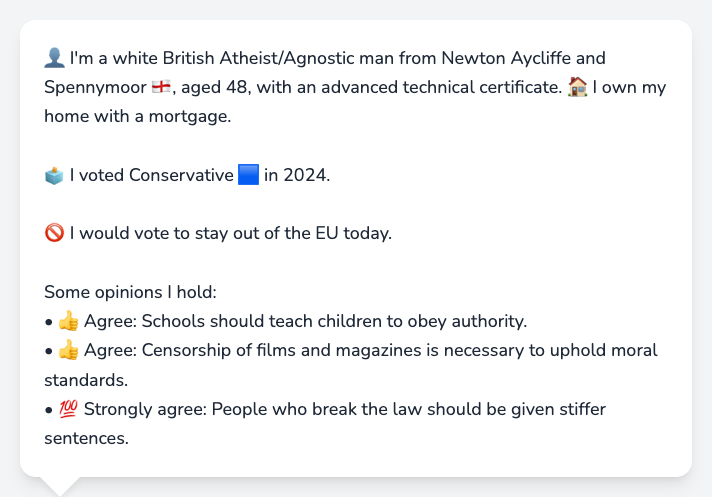 👤 I'm a white British Atheist/Agnostic man from Newton Aycliffe and
Spennymoor 🏴󠁧󠁢󠁥󠁮󠁧󠁿, aged 48, with an advanced technical certificate. 🏠 I own my
home with a mortgage.
🗳️ I voted Conservative 🟦 in 2024.
🚫 I would vote to stay out of the EU today.
Some opinions I hold:
• 👍 Agree: Schools should teach children to obey authority.
• 👍 Agree: Censorship of films and magazines is necessary to uphold moral
standards.
• 💯 Strongly agree: People who break the law should be given stiffer
sentences.